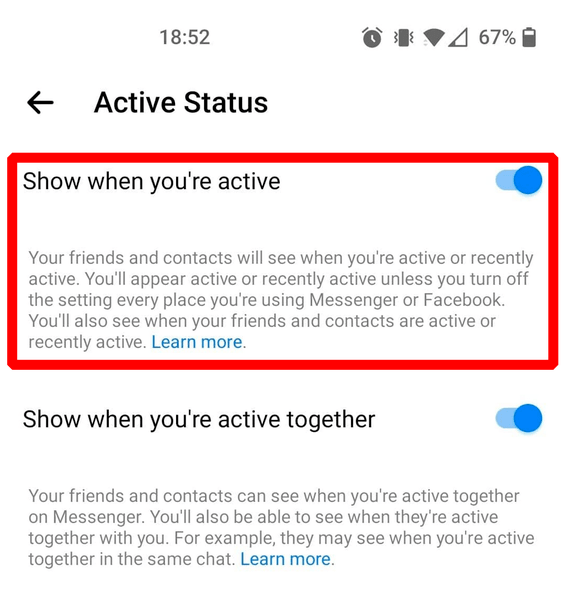 18:52 67%
Active Status
Show when you're active
Your friends and contacts will see when you're active or recently
active. You'll appear active or recently active unless you turn off
the setting every place you're using Messenger or Facebook.
You'll also see when your friends and contacts are active or
recently active. Learn more.
Show when you're active together
Your friends and contacts can see when you're active together
on Messenger. You'll also be able to see when they're active
together with you. For example, they may see when you're active
together in the same chat. Learn more.